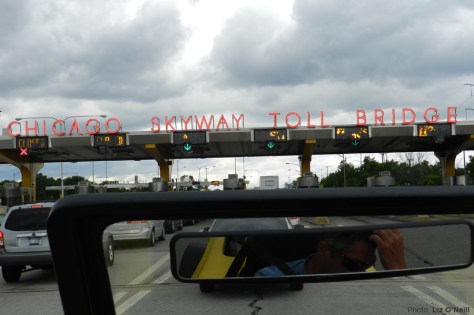 CHICAGO SKYWAY TOLL BRIDGE
Photo: Liz O'Neill